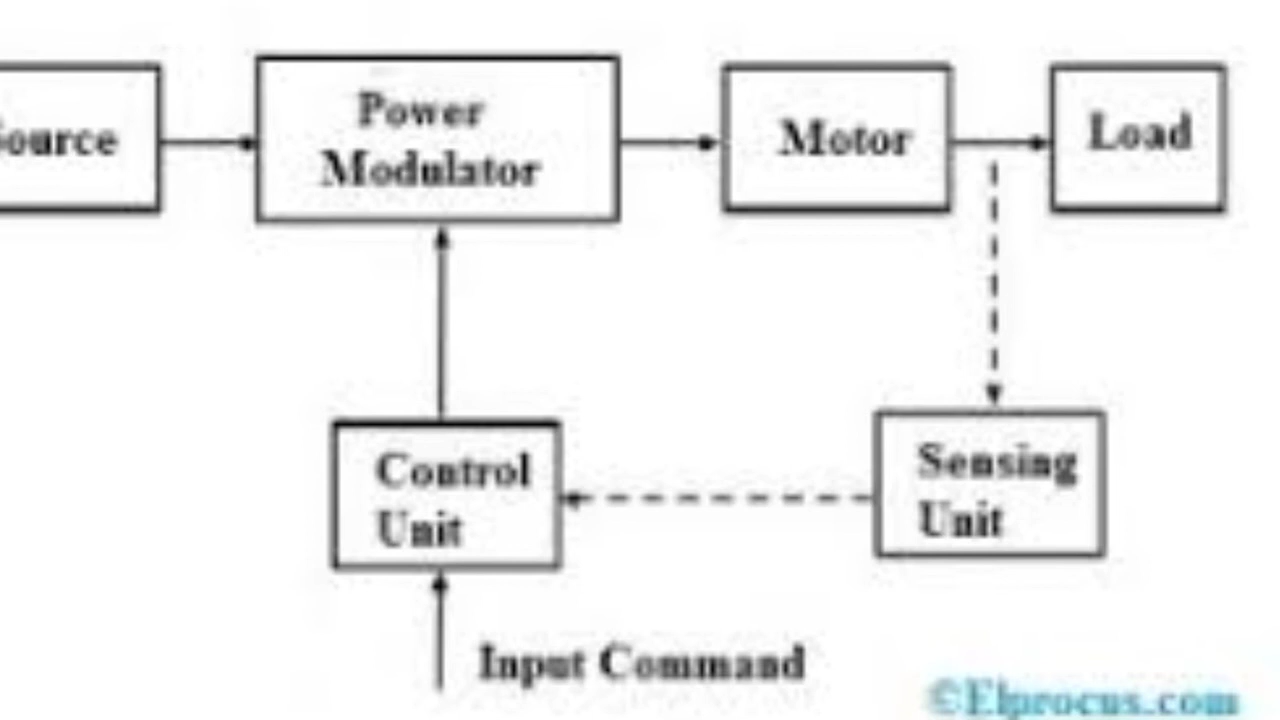 ource
Power
Modulator
Motor
Load
Control
Unit
Sensing
Unit
Input Command
©Elprocus.com